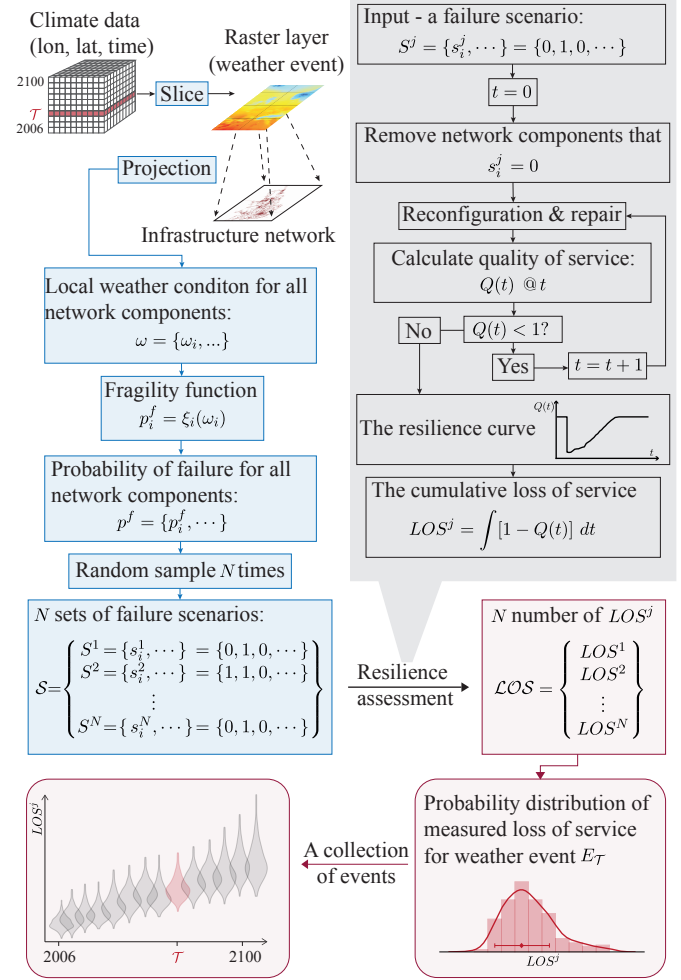 Climate data
(lon, lat, time)
2100
𝒯
2006
Slice
Raster layer
(weather event)
Projection
Infrastructure network
Local weather conditon for all
network components:
ω = {ω_i, ...}
Fragility function
p_i^f = ξ_i(ω_i)
Probability of failure for all
network components:
p^f = {p_i^f, ⋯}
Random sample N times
N sets of failure scenarios:
𝒮 =
S^1 = {s_i^1, ⋯} = {0, 1, 0, ⋯}
S^2 = {s_i^2, ⋯} = {1, 1, 0, ⋯}
⋮
S^N = {s_i^N, ⋯} = {0, 1, 0, ⋯}
Input - a failure scenario:
S^j = {s_i^j, ⋯} = {0, 1, 0, ⋯}
t = 0
Remove network components that
s_i^j = 0
Reconfiguration & repair
Calculate quality of service:
Q(t) @ t
Q(t) < 1?
No
Yes
t = t + 1
The resilience curve
Q(t)
t
The cumulative loss of service
LOS^j = ∫[1 − Q(t)] dt
Resilience
assessment
N number of LOS^j
ℒ𝒪𝒮 =
LOS^1
LOS^2
⋮
LOS^N
Probability distribution of
measured loss of service
for weather event E_𝒯
LOS^j
A collection
of events
LOS^j
2006
𝒯
2100